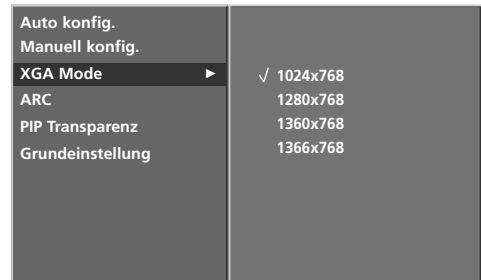 Auto konfig.
Manuell konfig.
XGA Mode ►
ARC
PIP Transparenz
Grundeinstellung
√ 1024x768
1280x768
1360x768
1366x768